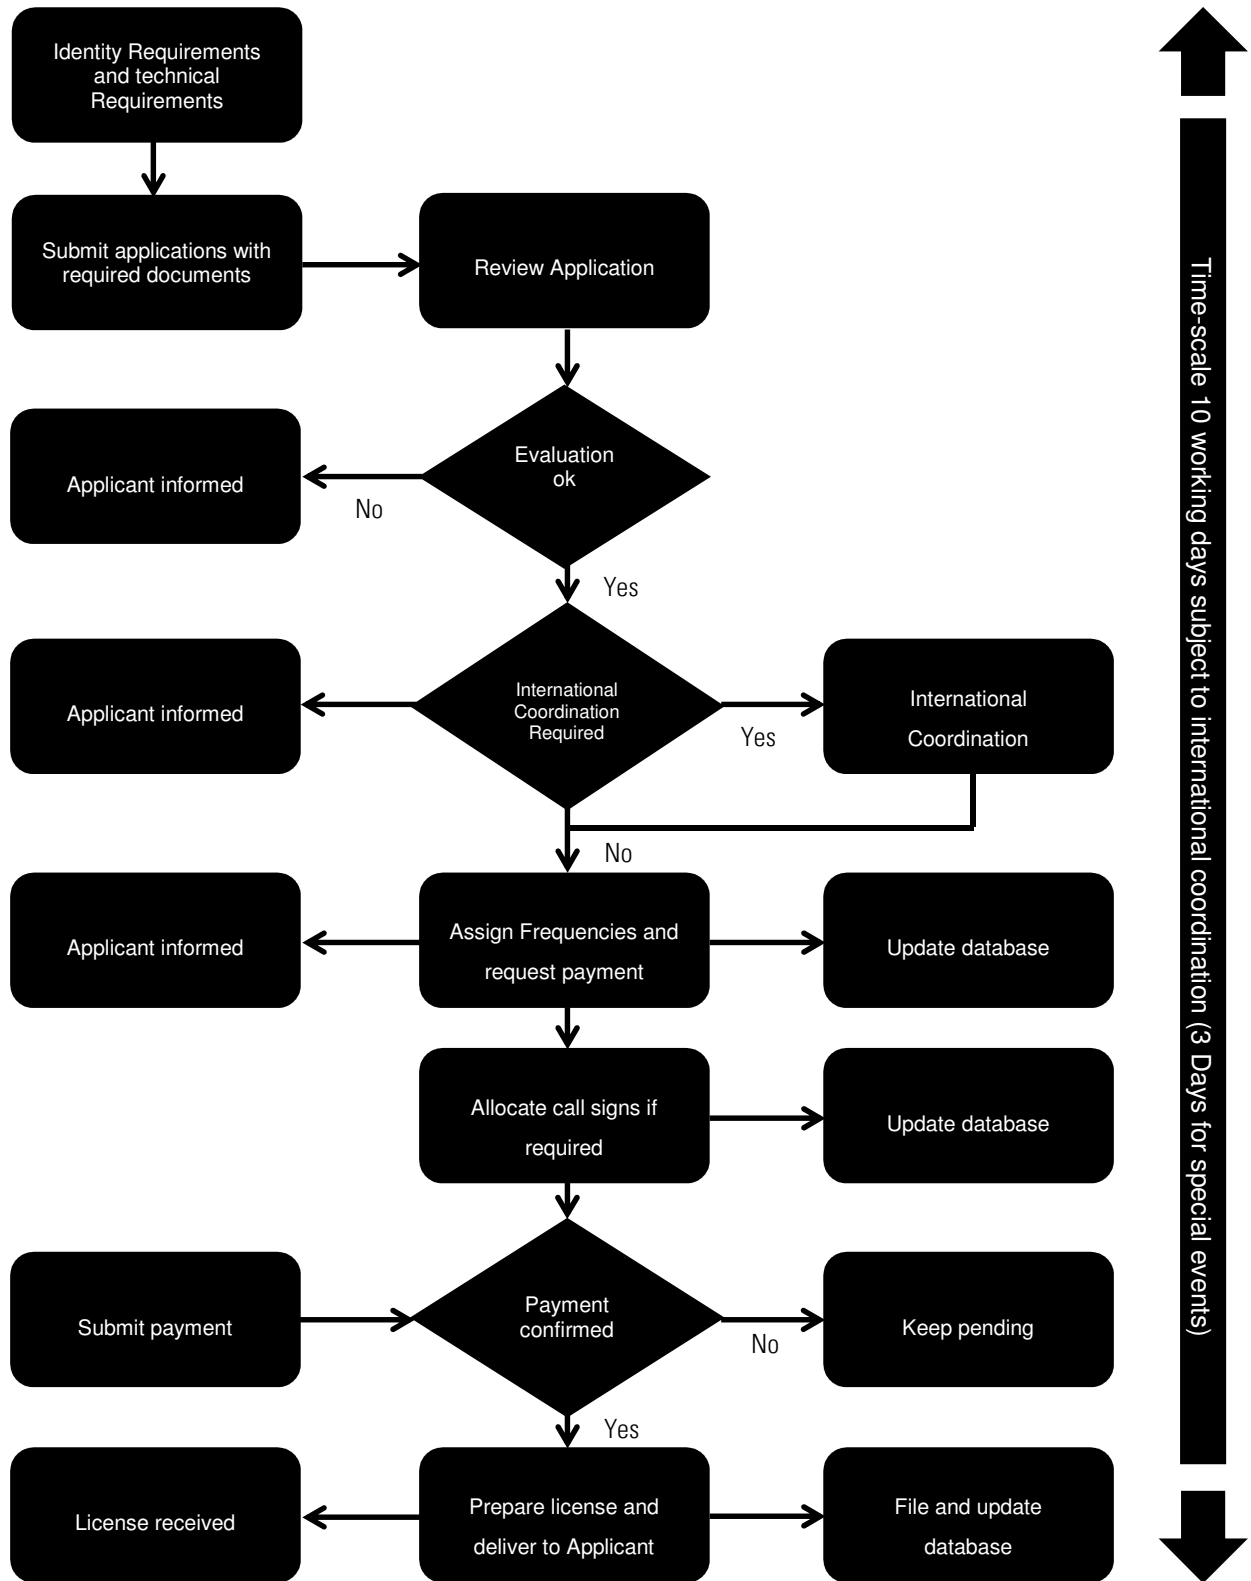 Identity Requirements
and technical
Requirements
Submit applications with
required documents
Review Application
Evaluation
ok
Applicant informed
No
Yes
Applicant informed
International
Coordination
Required
Yes
International
Coordination
No
Applicant informed
Assign Frequencies and
request payment
Update database
Allocate call signs if
required
Update database
Submit payment
Payment
confirmed
No
Keep pending
Yes
License received
Prepare license and
deliver to Applicant
File and update
database
Time-scale 10 working days subject to international coordination (3 Days for special events)